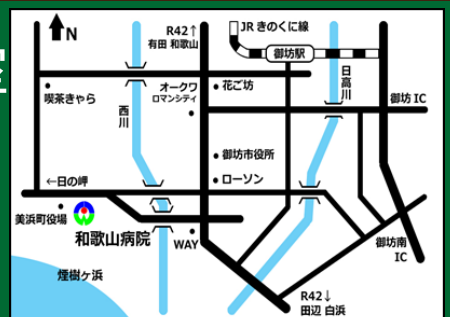 N
R42↑
有田 和歌山
JR きのくに線
御坊駅
オークワ
ロマンシティ
花ご坊
喫茶きゃら
西川
日高川
御坊 IC
御坊市役所
ローソン
←日の岬
美浜町役場
和歌山病院
WAY
御坊南
IC
煙樹ヶ浜
R42↓
田辺 白浜